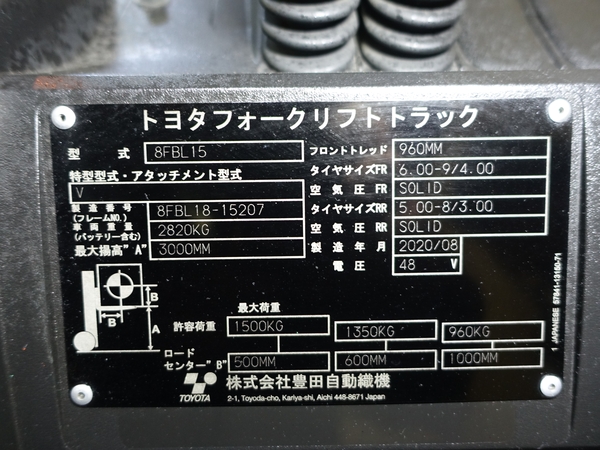 トヨタフォークリフトトラック
型 式 8FBL15
特型型式・アタッチメント型式
V
製造番号
(フレームNO.) 8FBL18-15207
車両重量
(バッテリー含む) 2820KG
最大揚高"A" 3000MM
フロントトレッド 960MM
タイヤサイズFR 6.00-9/4.00
空気圧FR SOLID
タイヤサイズRR 5.00-8/3.00
空気圧RR SOLID
製造年月 2020/08
電圧 48 V
B
B
A
最大荷重
許容荷重 1500KG 1350KG 960KG
ロード
センター"B" 500MM 600MM 1000MM
TOYOTA
株式会社豊田自動織機
2-1, Toyoda-cho, Kariya-shi, Aichi 448-8671 Japan
1 JAPANESE 57841-13150-71